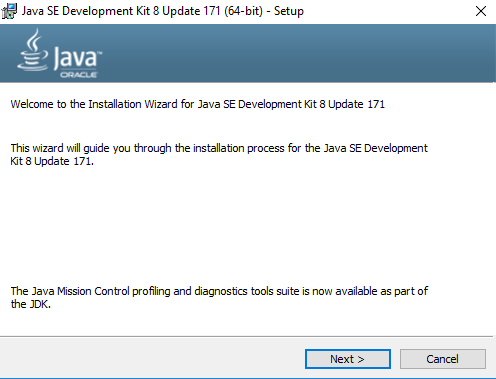 Java SE Development Kit 8 Update 171 (64-bit) - Setup
Java™
ORACLE
Welcome to the Installation Wizard for Java SE Development Kit 8 Update 171
This wizard will guide you through the installation process for the Java SE Development
Kit 8 Update 171.
The Java Mission Control profiling and diagnostics tools suite is now available as part of
the JDK.
Next >
Cancel